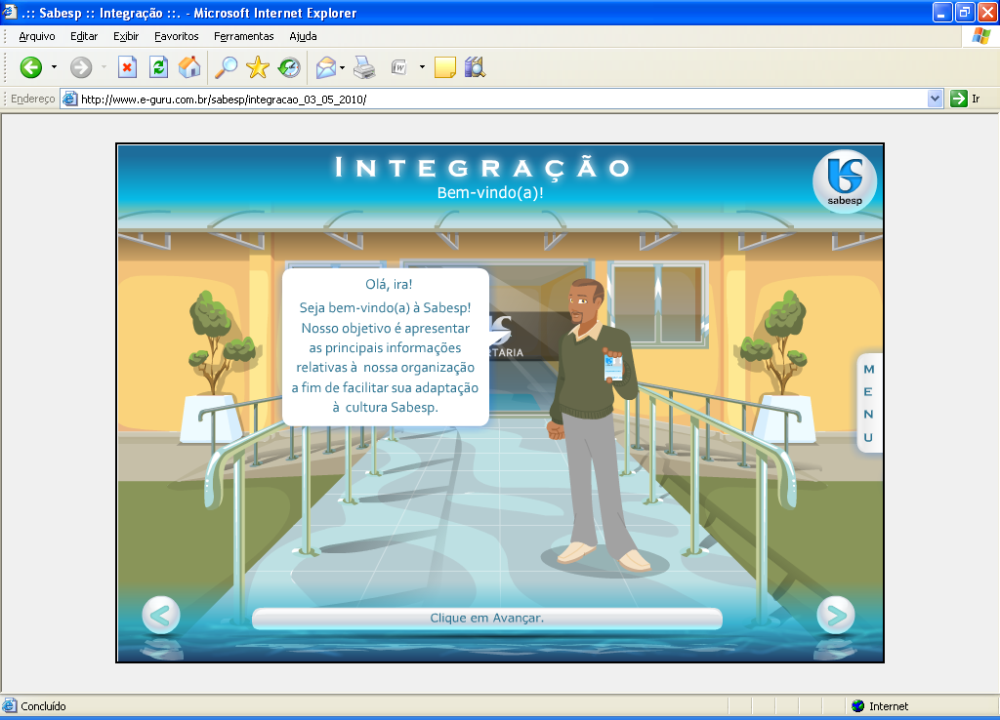 .:: Sabesp :: Integração ::. - Microsoft Internet Explorer
Arquivo Editar Exibir Favoritos Ferramentas Ajuda
Endereço http://www.e-guru.com.br/sabesp/integracao_03_05_2010/ Ir
INTEGRAÇÃO
Bem-vindo(a)!
sabesp
Olá, ira!
Seja bem-vindo(a) à Sabesp!
Nosso objetivo é apresentar
as principais informações
relativas à nossa organização
a fim de facilitar sua adaptação
à cultura Sabesp.
RTARIA
M
E
N
U
<
Clique em Avançar.
>
Concluído
Internet